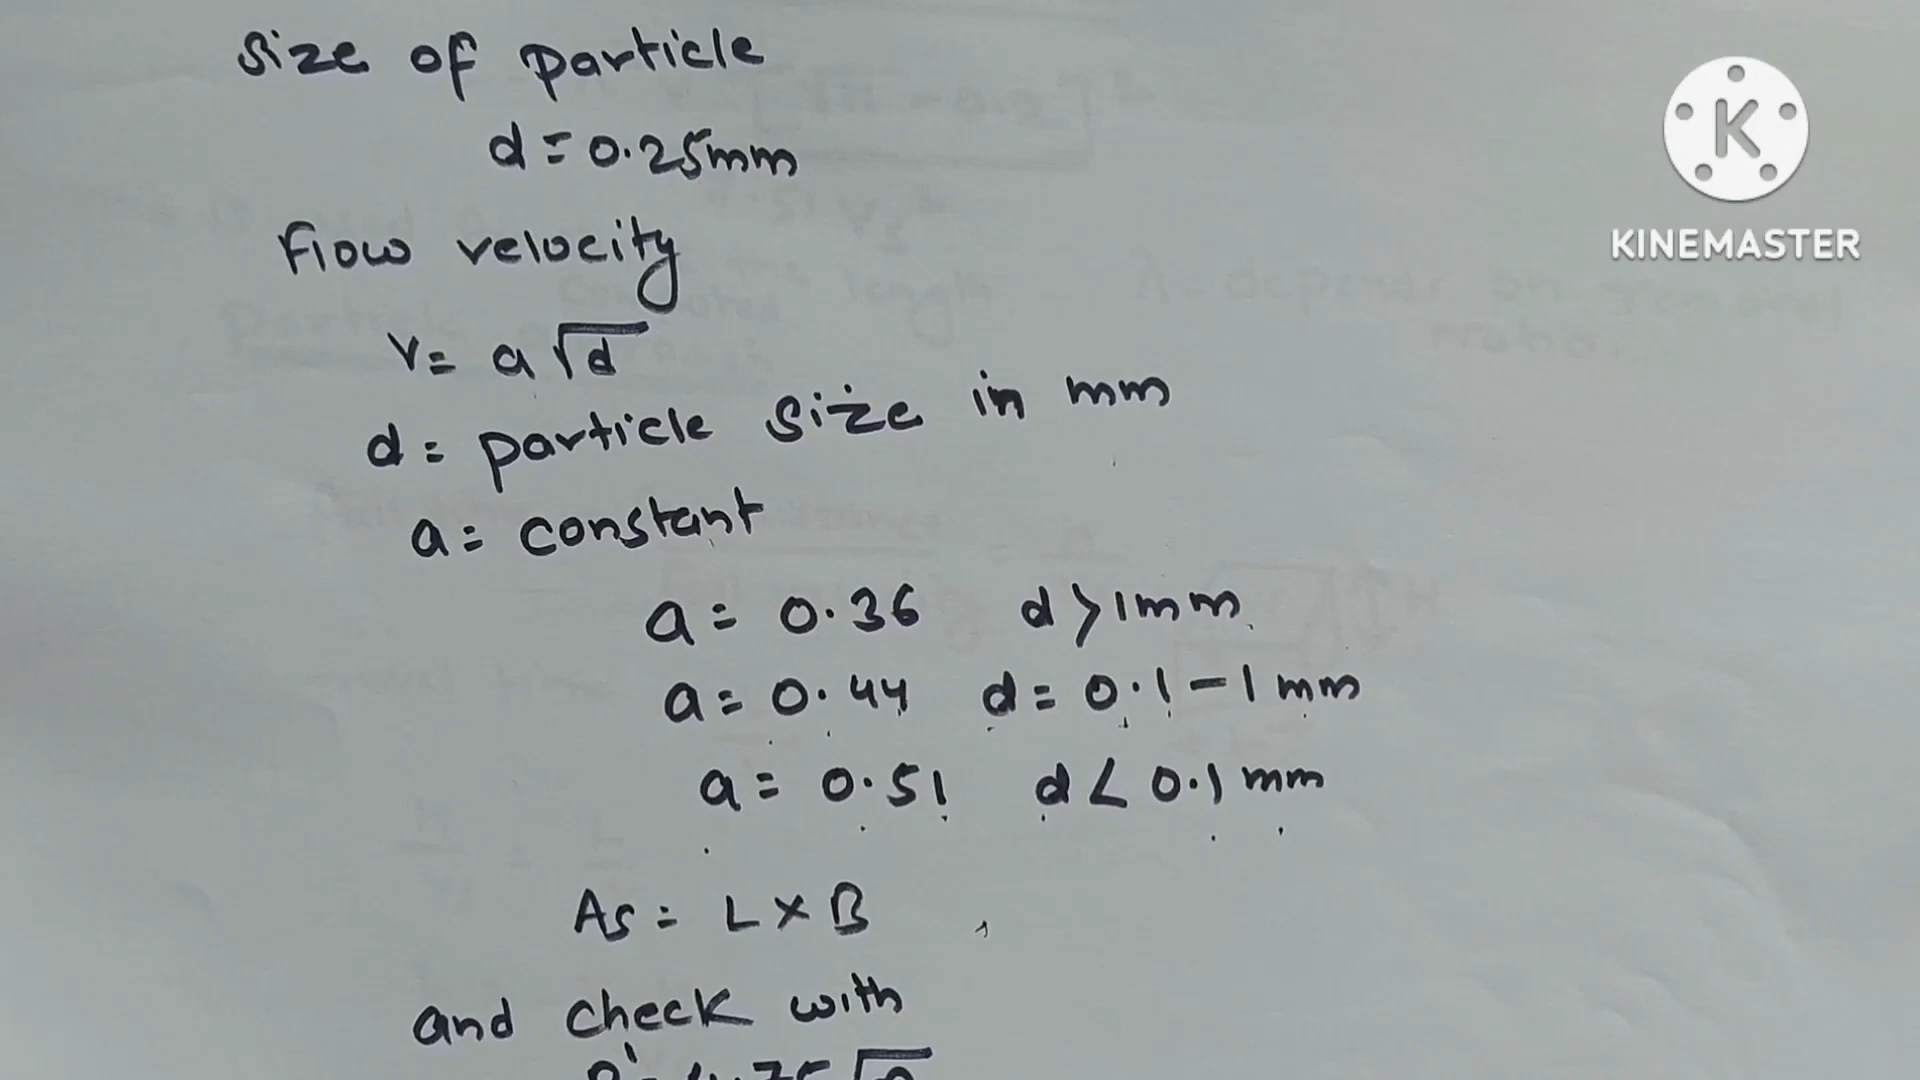 Size of particle
d = 0.25mm
Flow velocity
v = a √d
d = particle size in mm
a = constant
a = 0.36 d > 1mm
a = 0.44 d = 0.1 - 1 mm
a = 0.51 d < 0.1 mm
As = L × B
and check with
K
KINEMASTER